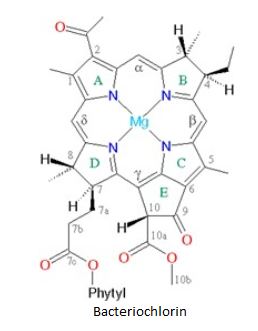 O
2
3
H
α
1
A
B
4
N
N
H
δ
Mg
β
N
N
8
H
D
C
5
γ
7
E
6
7a
H
10
9
7b
10a
O
O
7c
O
O
10b
Phytyl
Bacteriochlorin